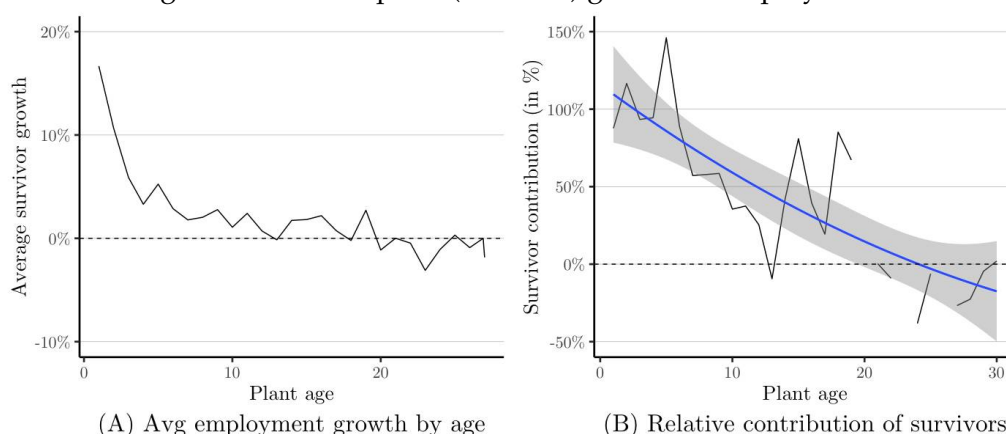 20%
10%
0%
-10%
0
10
20
Average survivor growth
Plant age
(A) Avg employment growth by age
150%
100%
50%
0%
-50%
0
10
20
30
Survivor contribution (in %)
Plant age
(B) Relative contribution of survivors